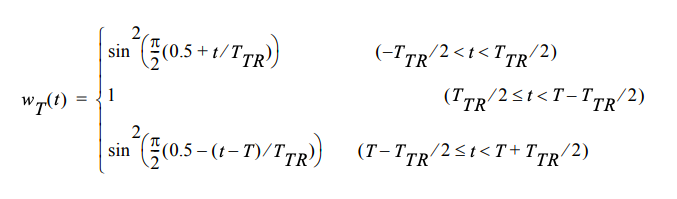 sin²(π/2(0.5 + t/T_TR)) (–T_TR/2 < t < T_TR/2)
w_T(t) = { 1 (T_TR/2 ≤ t < T – T_TR/2)
sin²(π/2(0.5 – (t – T)/T_TR)) (T – T_TR/2 ≤ t < T + T_TR/2)